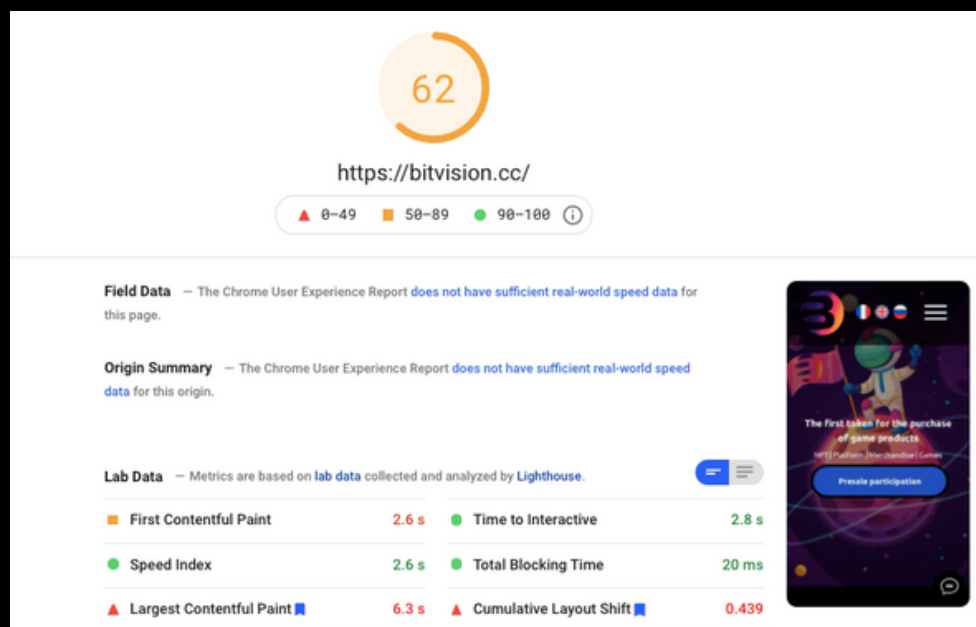 62
https://bitvision.cc/
0–49 50–89 90–100
Field Data — The Chrome User Experience Report does not have sufficient real-world speed data for
this page.
Origin Summary — The Chrome User Experience Report does not have sufficient real-world speed
data for this origin.
Lab Data — Metrics are based on lab data collected and analyzed by Lighthouse.
First Contentful Paint 2.6 s
Time to Interactive 2.8 s
Speed Index 2.6 s
Total Blocking Time 20 ms
Largest Contentful Paint 6.3 s
Cumulative Layout Shift 0.439
The first token for the purchase
of game products
NFT | Platform | Merchandise | Games
Presale participation